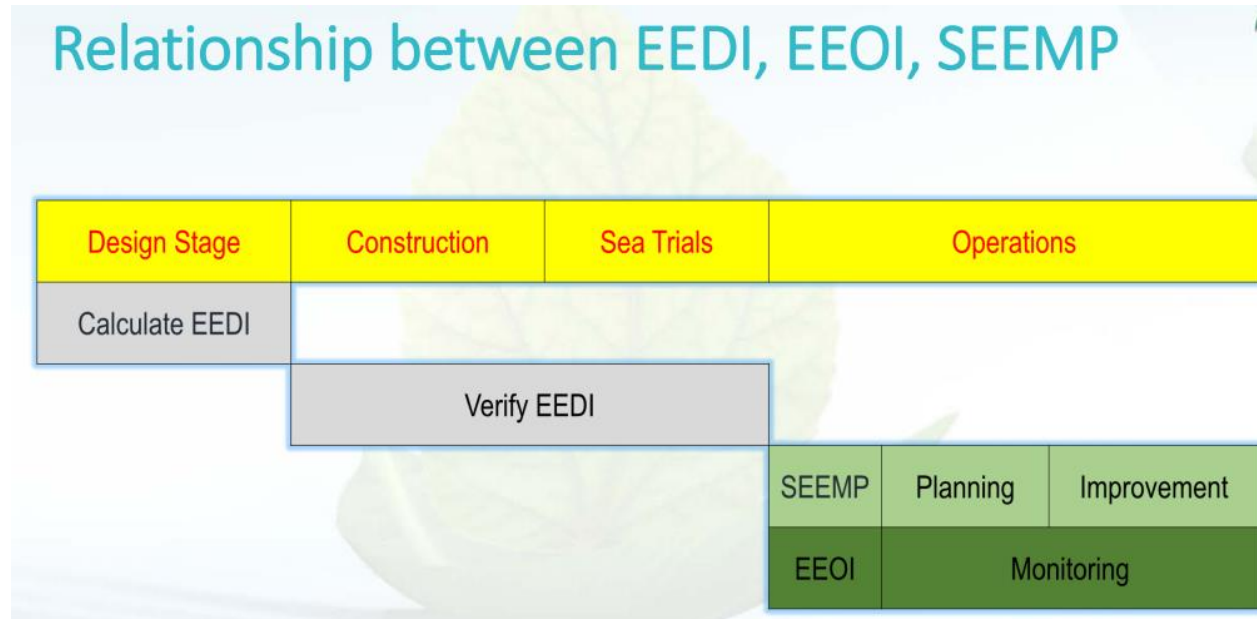 Relationship between EEDI, EEOI, SEEMP
Design Stage Construction Sea Trials Operations
Calculate EEDI
Verify EEDI
SEEMP Planning Improvement
EEOI Monitoring